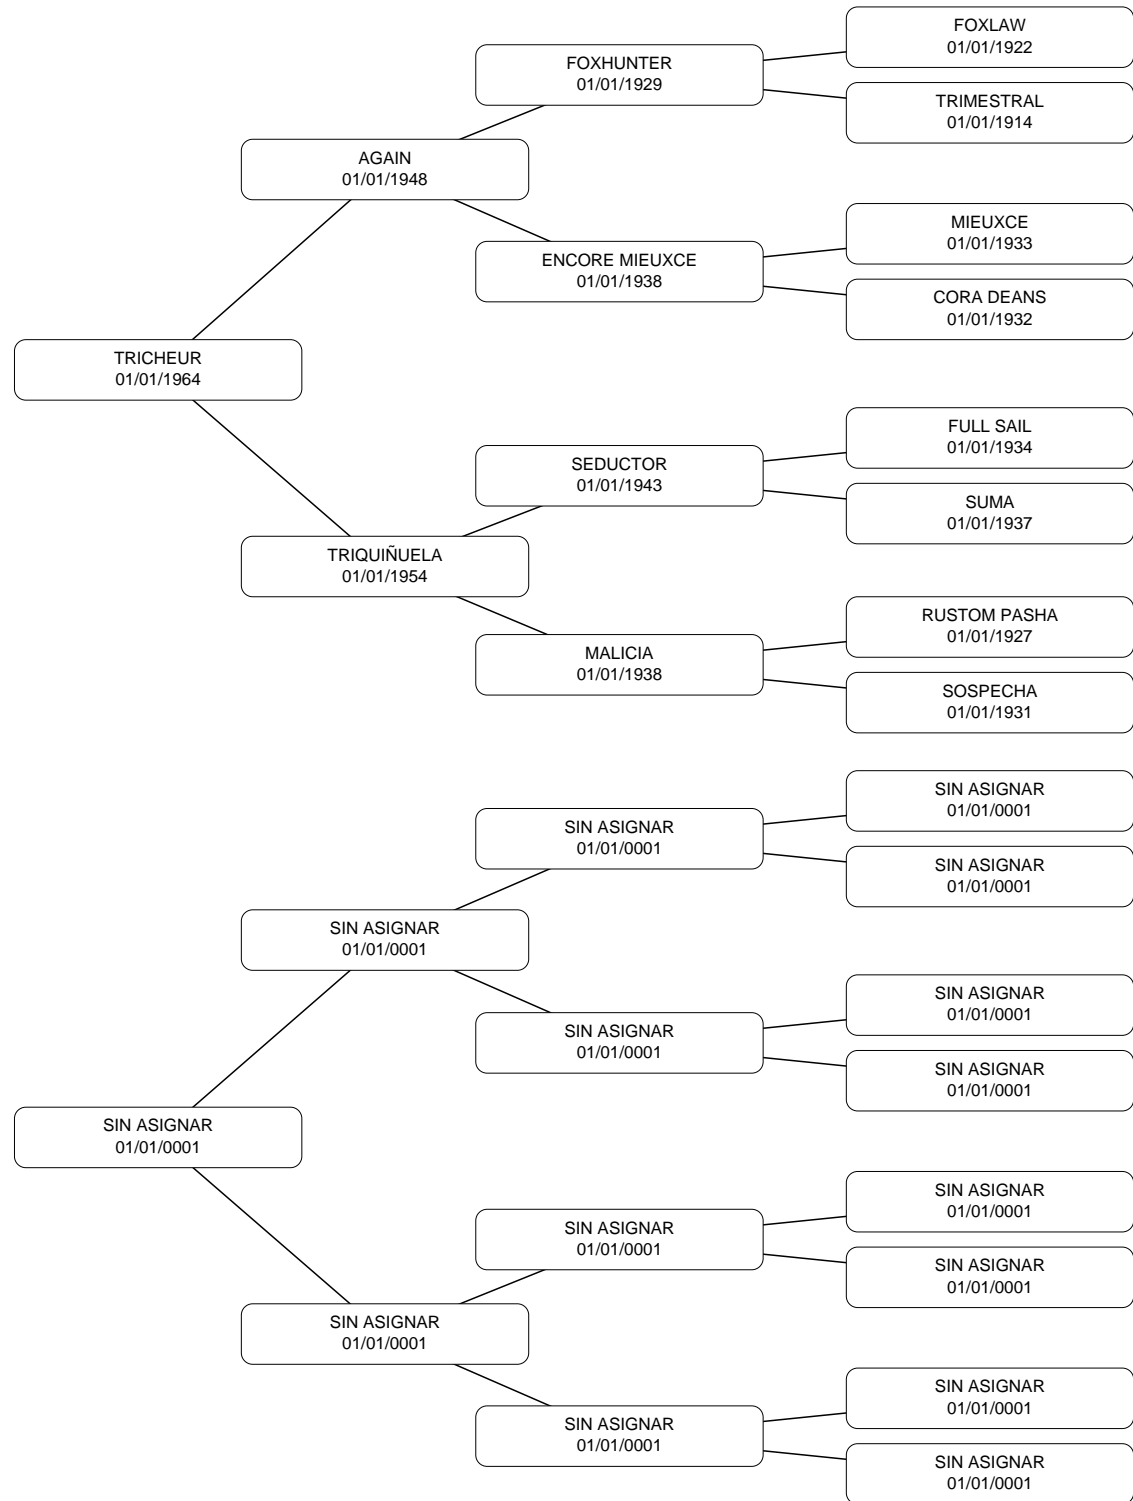 FOXLAW
01/01/1922
FOXHUNTER
01/01/1929
TRIMESTRAL
01/01/1914
AGAIN
01/01/1948
MIEUXCE
01/01/1933
ENCORE MIEUXCE
01/01/1938
CORA DEANS
01/01/1932
TRICHEUR
01/01/1964
FULL SAIL
01/01/1934
SEDUCTOR
01/01/1943
SUMA
01/01/1937
TRIQUIÑUELA
01/01/1954
RUSTOM PASHA
01/01/1927
MALICIA
01/01/1938
SOSPECHA
01/01/1931
SIN ASIGNAR
01/01/0001
SIN ASIGNAR
01/01/0001
SIN ASIGNAR
01/01/0001
SIN ASIGNAR
01/01/0001
SIN ASIGNAR
01/01/0001
SIN ASIGNAR
01/01/0001
SIN ASIGNAR
01/01/0001
SIN ASIGNAR
01/01/0001
SIN ASIGNAR
01/01/0001
SIN ASIGNAR
01/01/0001
SIN ASIGNAR
01/01/0001
SIN ASIGNAR
01/01/0001
SIN ASIGNAR
01/01/0001
SIN ASIGNAR
01/01/0001
SIN ASIGNAR
01/01/0001